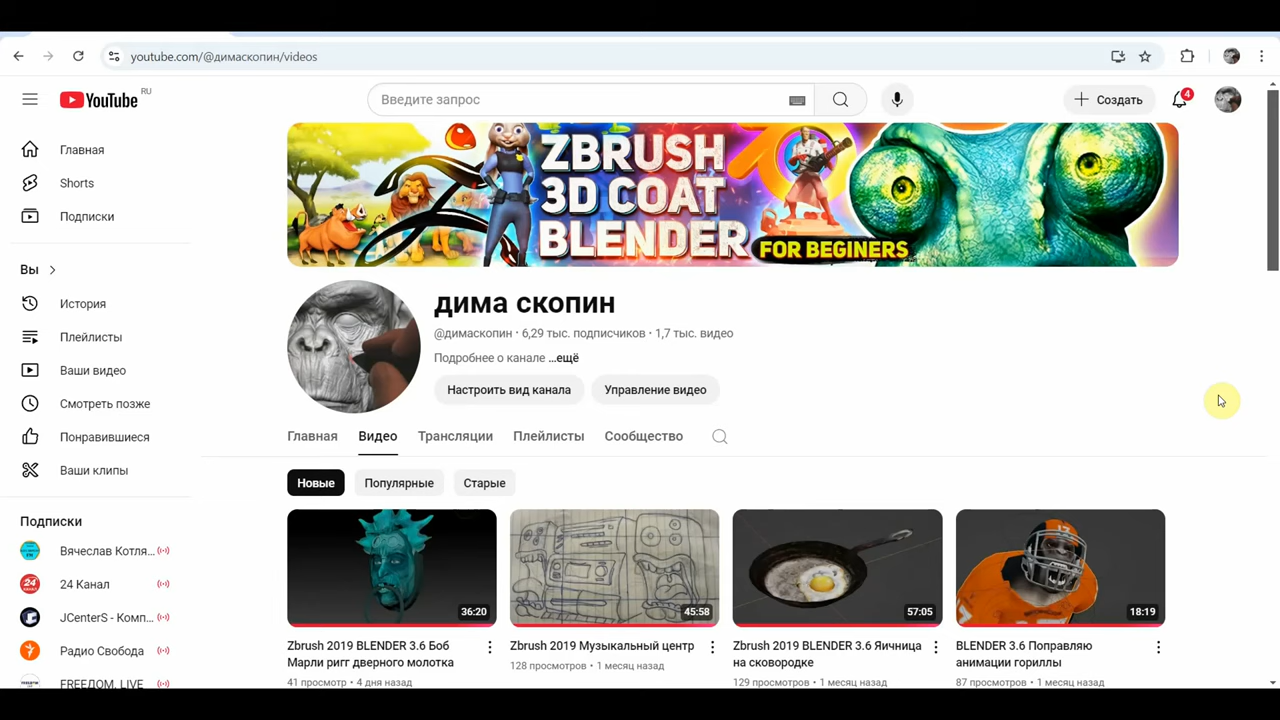 youtube.com/@димаскопин/videos
YouTube RU
Введите запрос
Создать
4
Главная
Shorts
Подписки
Вы
История
Плейлисты
Ваши видео
Смотреть позже
Понравившиеся
Ваши клипы
Подписки
Вячеслав Котля...
24 Канал
JCenterS - Комп...
Радио Свобода
FREEДОМ. LIVE
ZBRUSH
3D COAT
BLENDER
FOR BEGINERS
дима скопин
@димаскопин • 6,29 тыс. подписчиков • 1,7 тыс. видео
Подробнее о канале ...ещё
Настроить вид канала
Управление видео
Главная
Видео
Трансляции
Плейлисты
Сообщество
Новые
Популярные
Старые
36:20
45:58
57:05
18:19
Zbrush 2019 BLENDER 3.6 Боб
Марли ригг дверного молотка
41 просмотр • 4 дня назад
Zbrush 2019 Музыкальный центр
128 просмотров • 1 месяц назад
Zbrush 2019 BLENDER 3.6 Яичница
на сковородке
129 просмотров • 1 месяц назад
BLENDER 3.6 Поправляю
анимации гориллы
87 просмотров • 1 месяц назад